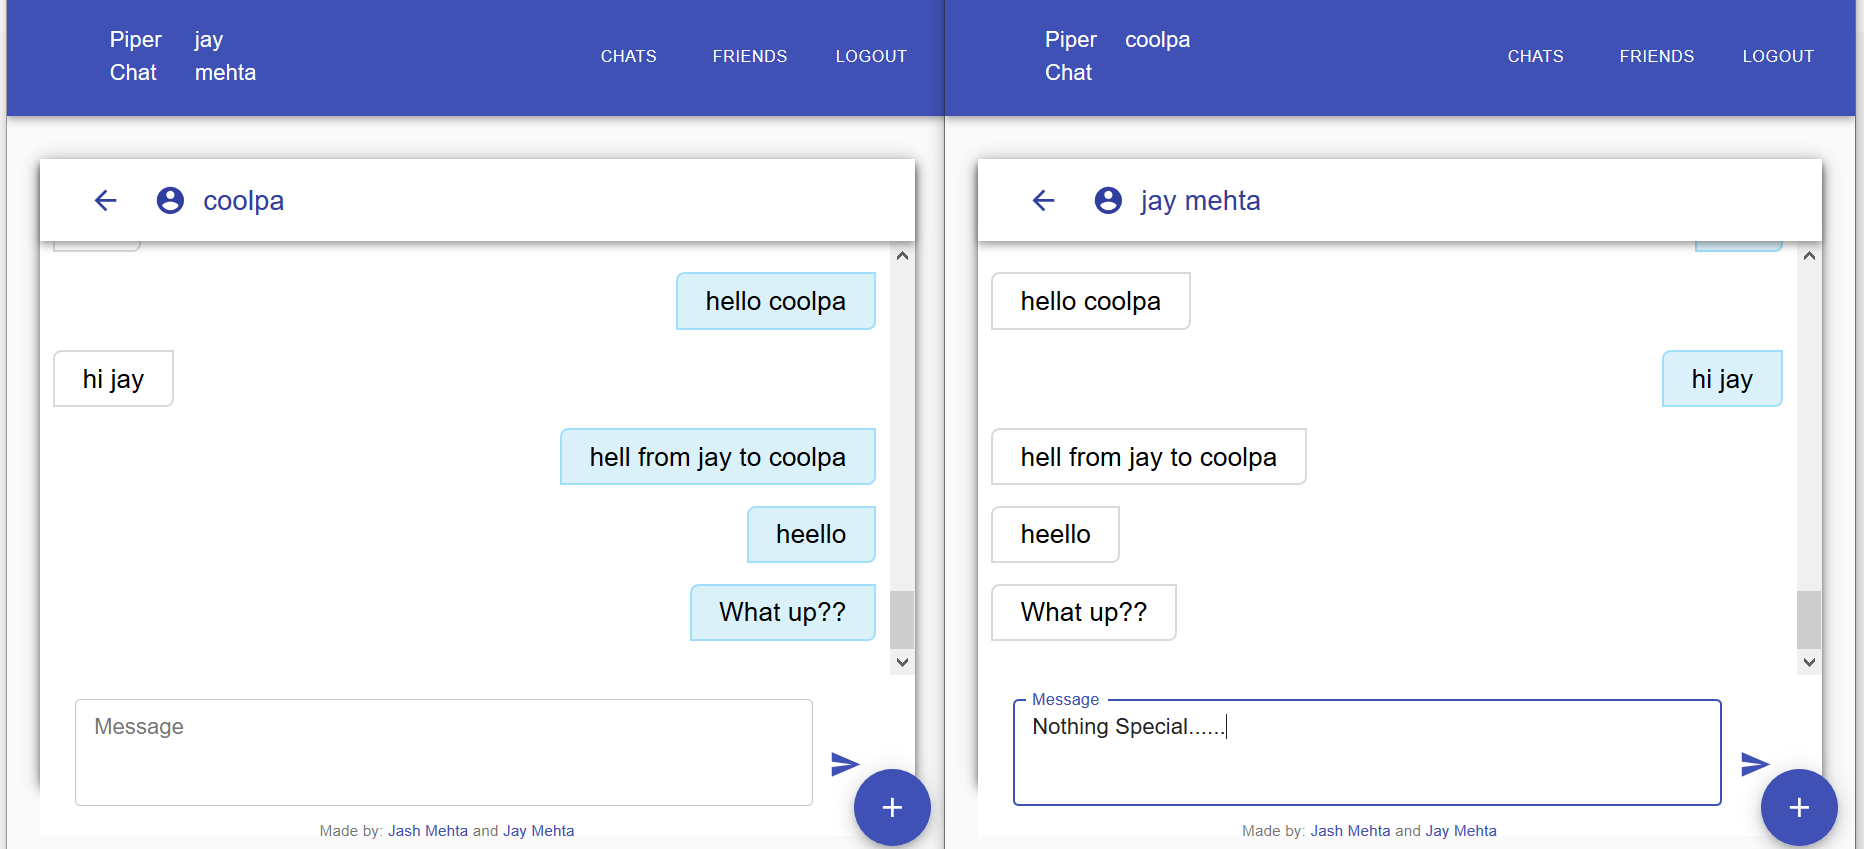 Piper Chat
jay mehta
CHATS FRIENDS LOGOUT
coolpa
hello coolpa
hi jay
hell from jay to coolpa
heello
What up??
Message
Made by: Jash Mehta and Jay Mehta
Piper Chat
coolpa
CHATS FRIENDS LOGOUT
jay mehta
hello coolpa
hi jay
hell from jay to coolpa
heello
What up??
Message
Nothing Special......
Made by: Jash Mehta and Jay Mehta